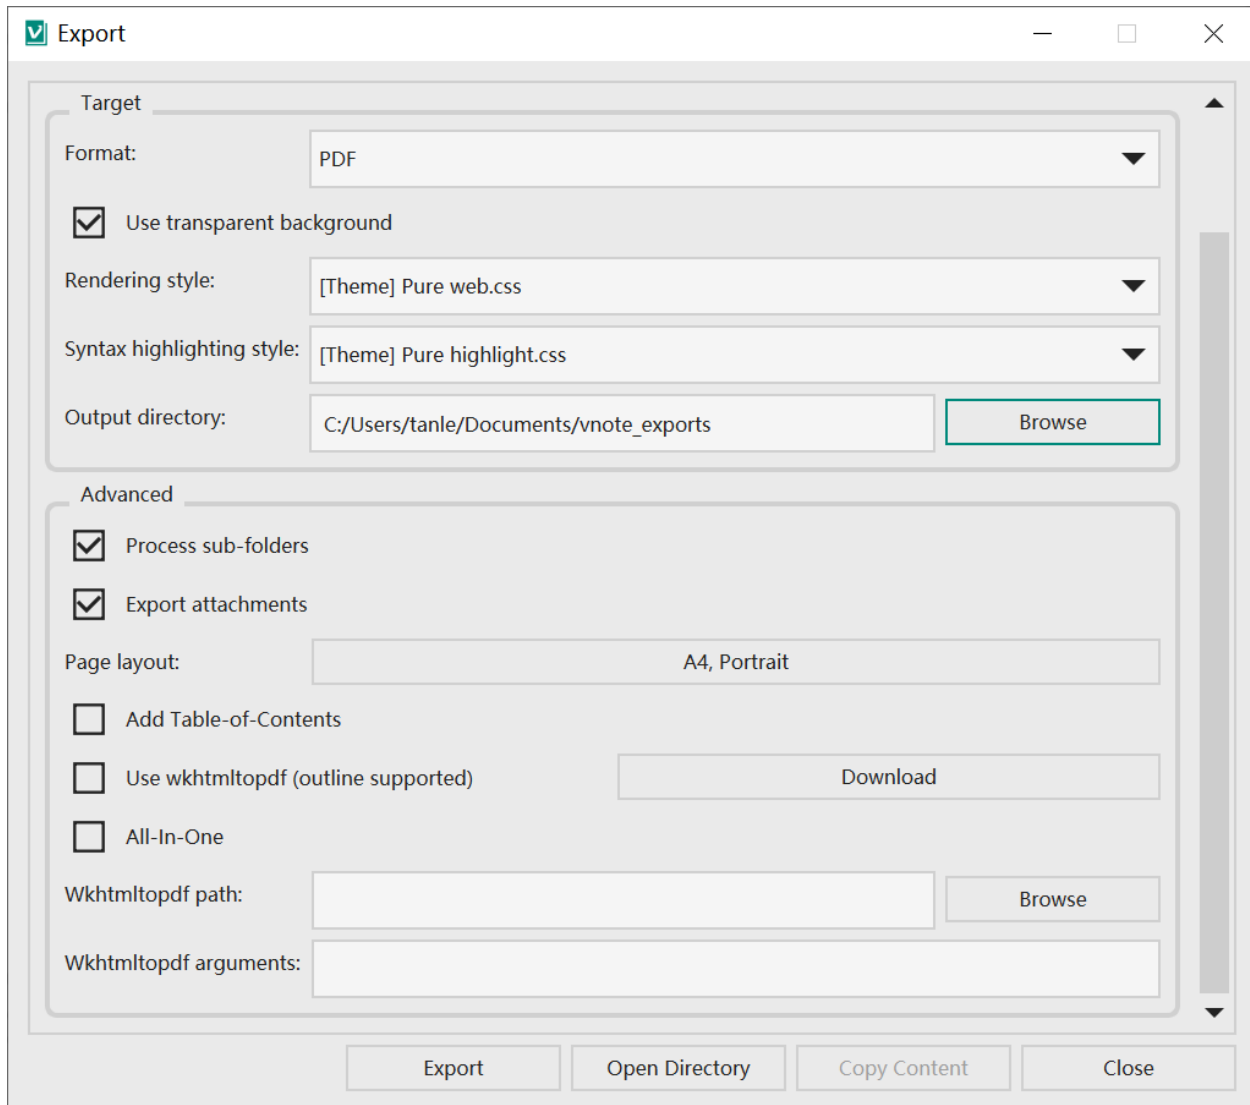 Export
Target
Format:
PDF
Use transparent background
Rendering style:
[Theme] Pure web.css
Syntax highlighting style:
[Theme] Pure highlight.css
Output directory:
C:/Users/tanle/Documents/vnote_exports
Browse
Advanced
Process sub-folders
Export attachments
Page layout:
A4, Portrait
Add Table-of-Contents
Use wkhtmltopdf (outline supported)
Download
All-In-One
Wkhtmltopdf path:
Browse
Wkhtmltopdf arguments:
Export
Open Directory
Copy Content
Close